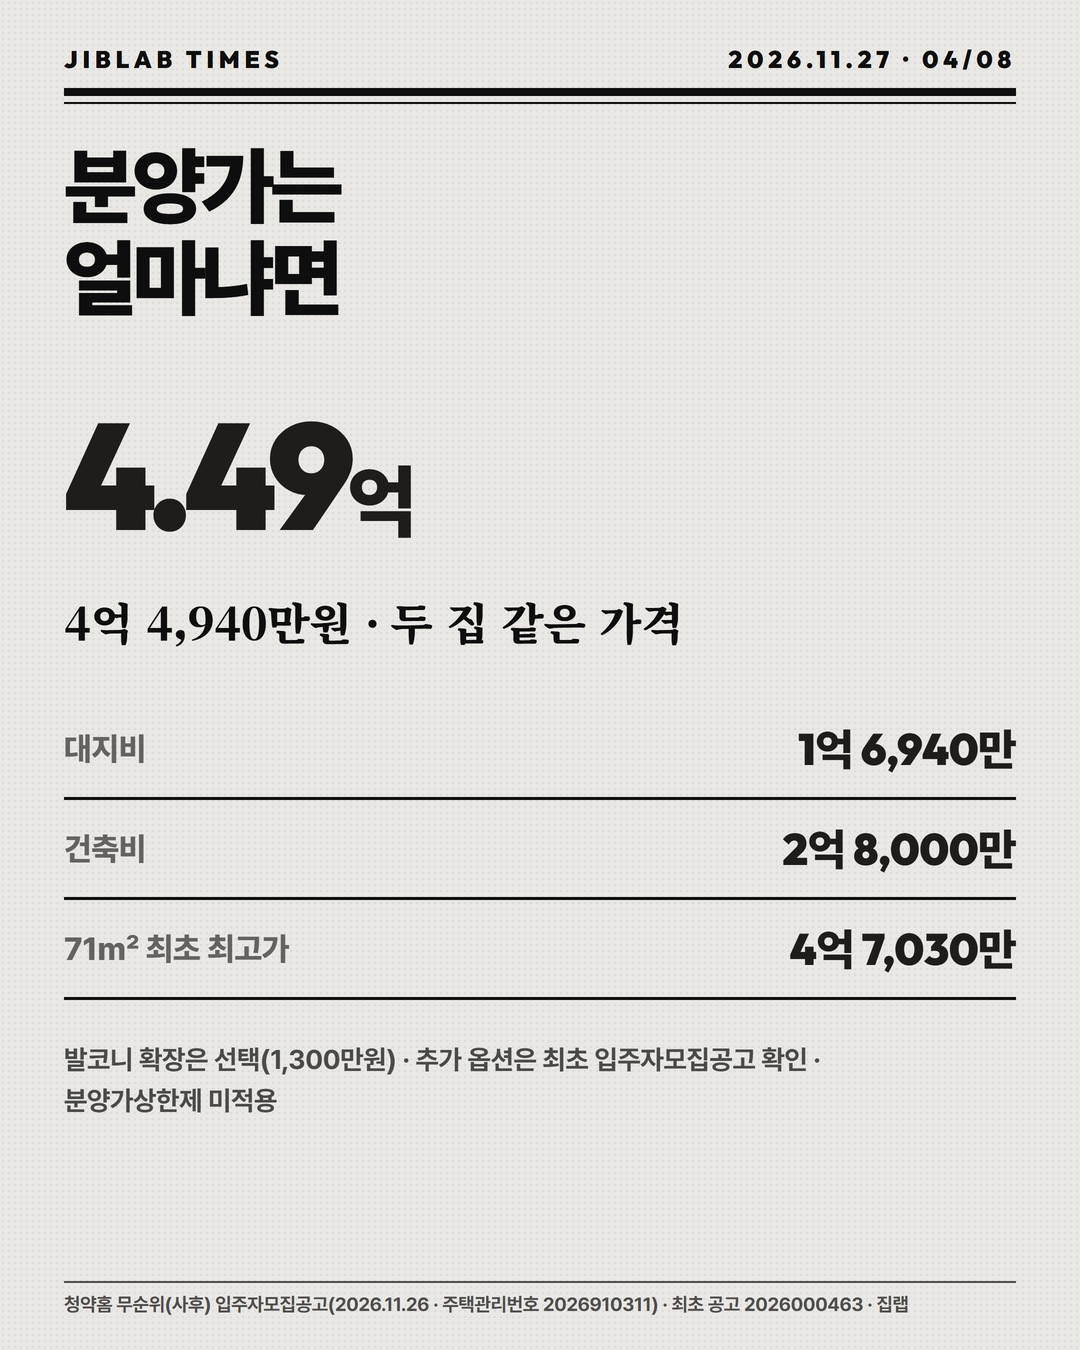 JIBLAB TIMES
2026.11.27 · 04/08
분양가는
얼마냐면
4.49억
4억 4,940만원 · 두 집 같은 가격
대지비
1억 6,940만
건축비
2억 8,000만
71m² 최초 최고가
4억 7,030만
발코니 확장은 선택(1,300만원) · 추가 옵션은 최초 입주자모집공고 확인 ·
분양가상한제 미적용
청약홈 무순위(사후) 입주자모집공고(2026.11.26 · 주택관리번호 2026910311) · 최초 공고 2026000463 · 집랩